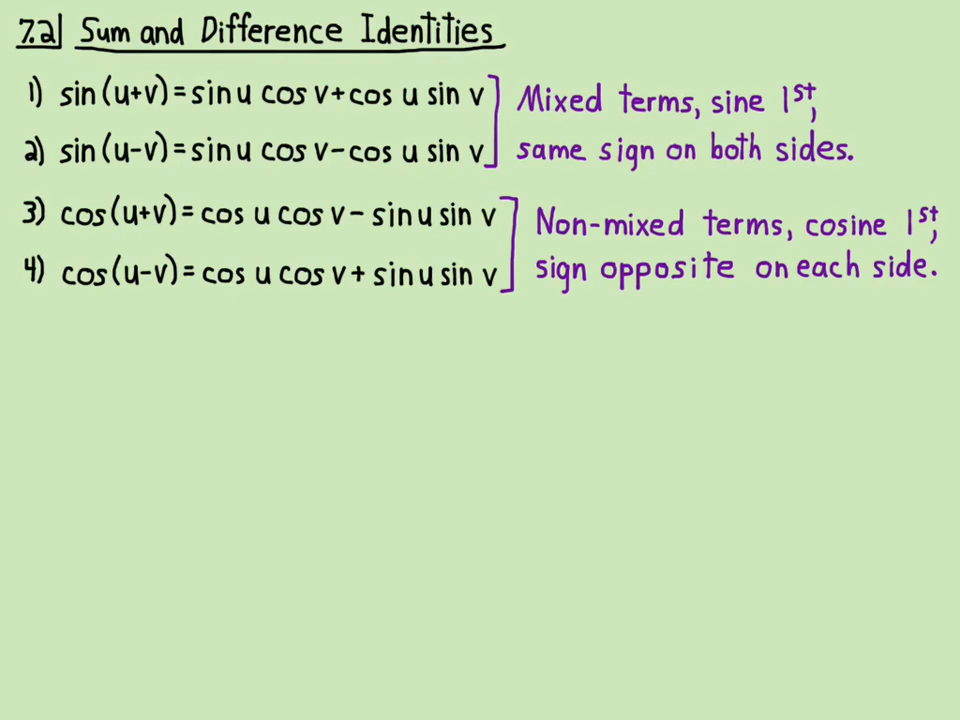 7.2 Sum and Difference Identities
1) sin(u+v)=sin u cos v+cos u sin v
Mixed terms, sine 1st,
2) sin(u-v)=sin u cos v-cos u sin v
same sign on both sides.
3) cos(u+v)=cos u cos v-sin u sin v
Non-mixed terms, cosine 1st,
4) cos(u-v)=cos u cos v+sin u sin v
sign opposite on each side.